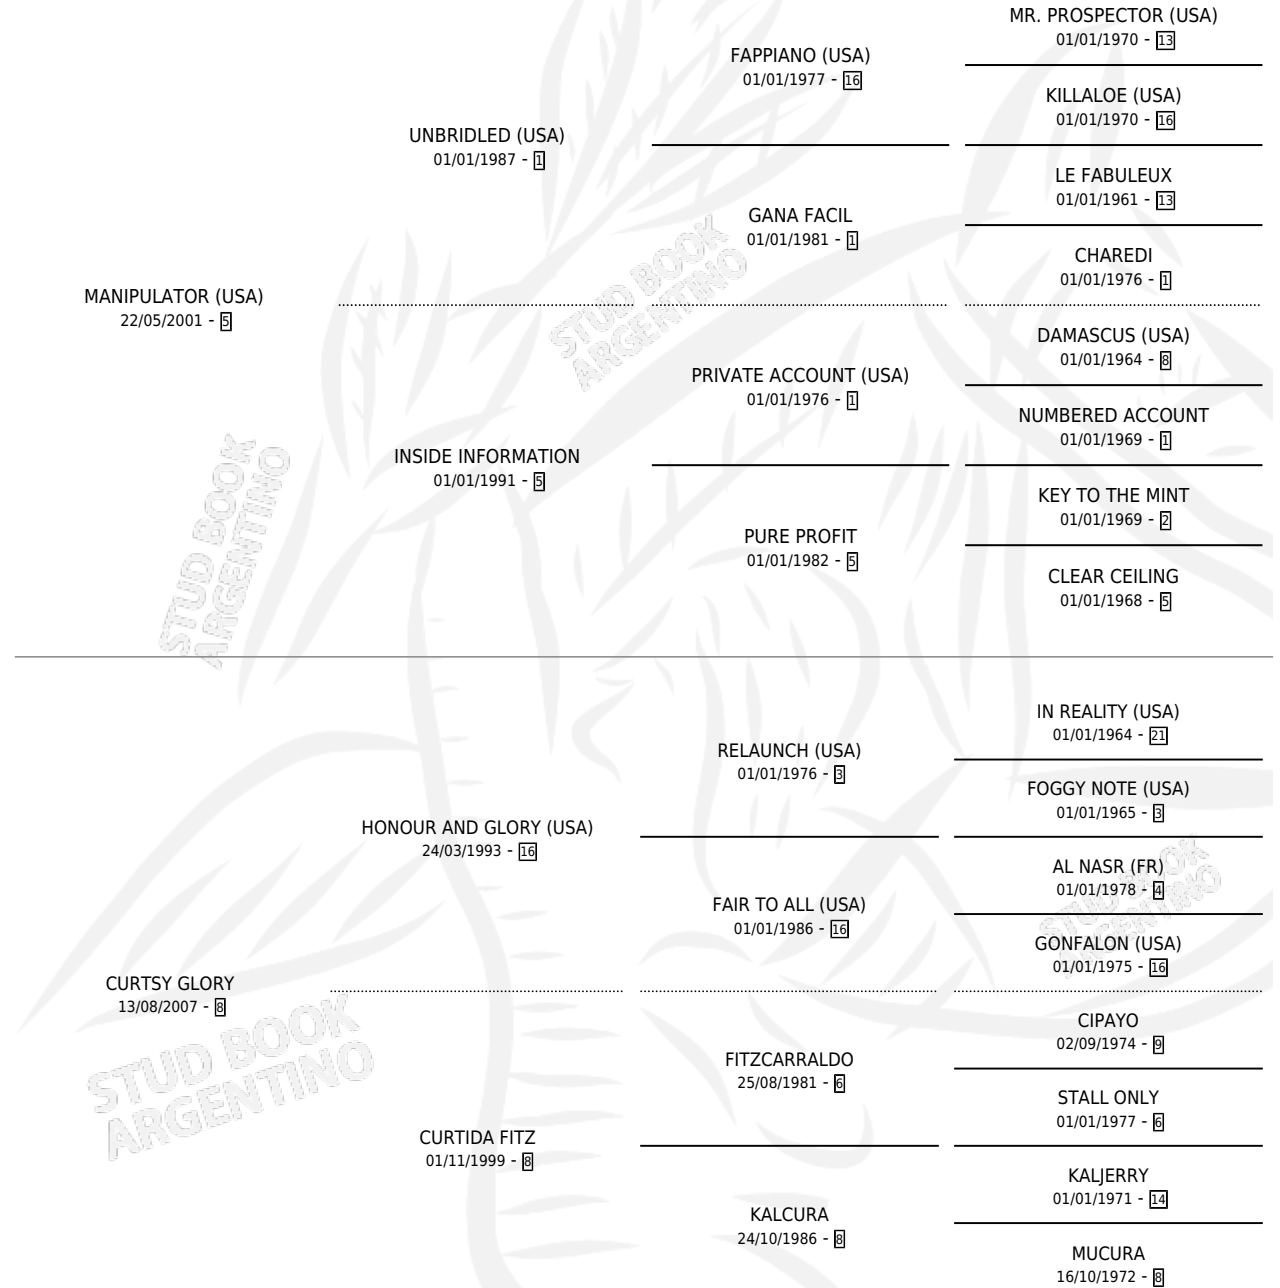 MR. PROSPECTOR (USA)
01/01/1970 - 13
FAPPIANO (USA)
01/01/1977 - 16
KILLALOE (USA)
01/01/1970 - 16
UNBRIDLED (USA)
01/01/1987 - 1
LE FABULEUX
01/01/1961 - 13
GANA FACIL
01/01/1981 - 1
CHAREDI
01/01/1976 - 1
MANIPULATOR (USA)
22/05/2001 - 5
STUD BOOK
ARGENTINO
DAMASCUS (USA)
01/01/1964 - 8
PRIVATE ACCOUNT (USA)
01/01/1976 - 1
NUMBERED ACCOUNT
01/01/1969 - 1
INSIDE INFORMATION
01/01/1991 - 5
KEY TO THE MINT
01/01/1969 - 2
PURE PROFIT
01/01/1982 - 5
CLEAR CEILING
01/01/1968 - 5
STUD BOOK
ARGENTINO
IN REALITY (USA)
01/01/1964 - 21
RELAUNCH (USA)
01/01/1976 - 3
FOGGY NOTE (USA)
01/01/1965 - 3
HONOUR AND GLORY (USA)
24/03/1993 - 16
AL NASR (FR)
01/01/1978 - 4
FAIR TO ALL (USA)
01/01/1986 - 16
STUD BOOK
ARGENTINO
GONFALON (USA)
01/01/1975 - 16
CURTSY GLORY
13/08/2007 - 8
CIPAYO
02/09/1974 - 9
FITZCARRALDO
25/08/1981 - 6
STALL ONLY
01/01/1977 - 6
STUD BOOK
ARGENTINO
CURTIDA FITZ
01/11/1999 - 8
KALJERRY
01/01/1971 - 14
KALCURA
24/10/1986 - 8
MUCURA
16/10/1972 - 8